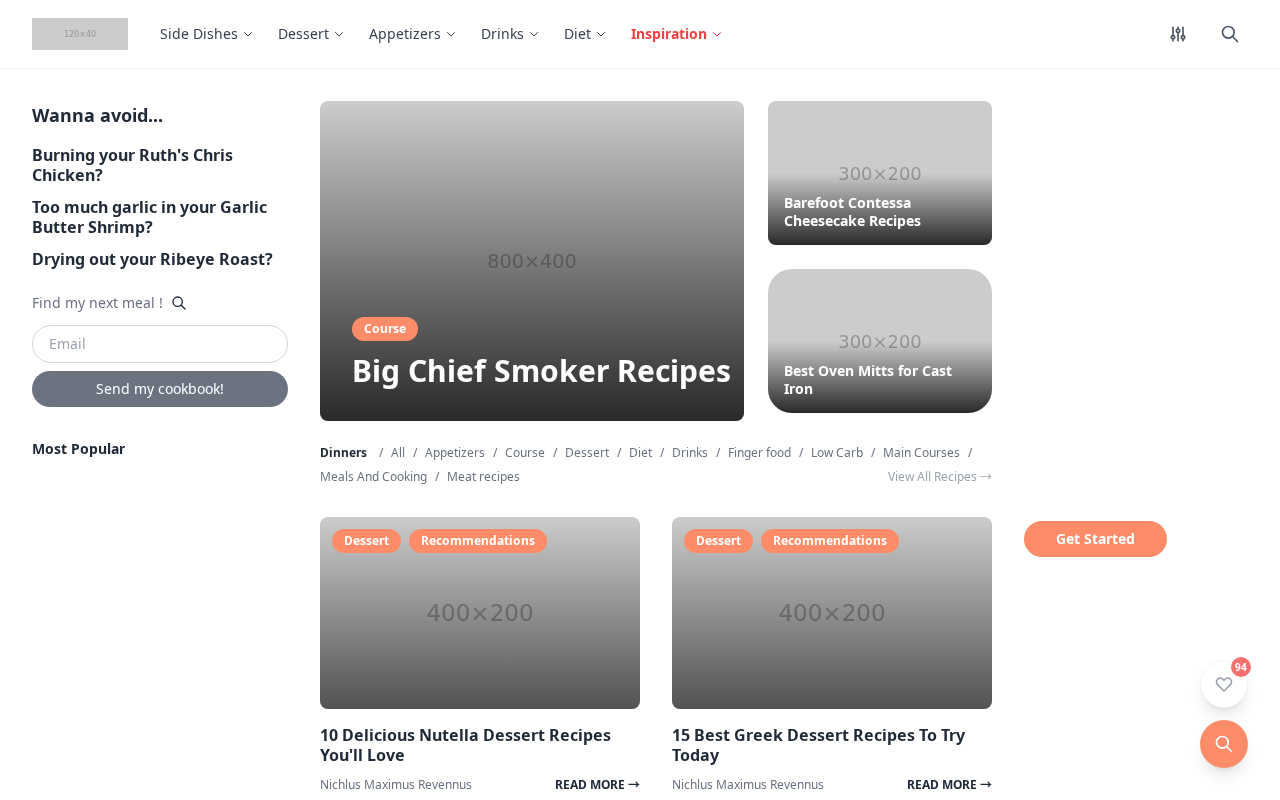 120×40
Side Dishes
Dessert
Appetizers
Drinks
Diet
Inspiration
Wanna avoid...
Burning your Ruth's Chris
Chicken?
Too much garlic in your Garlic
Butter Shrimp?
Drying out your Ribeye Roast?
Find my next meal !
Email
Send my cookbook!
Most Popular
800×400
Course
Big Chief Smoker Recipes
300×200
Barefoot Contessa
Cheesecake Recipes
300×200
Best Oven Mitts for Cast
Iron
Dinners / All / Appetizers / Course / Dessert / Diet / Drinks / Finger food / Low Carb / Main Courses /
Meals And Cooking / Meat recipes
View All Recipes →
Dessert
Recommendations
400×200
10 Delicious Nutella Dessert Recipes
You'll Love
Nichlus Maximus Revennus
READ MORE →
Dessert
Recommendations
400×200
15 Best Greek Dessert Recipes To Try
Today
Nichlus Maximus Revennus
READ MORE →
Get Started
94